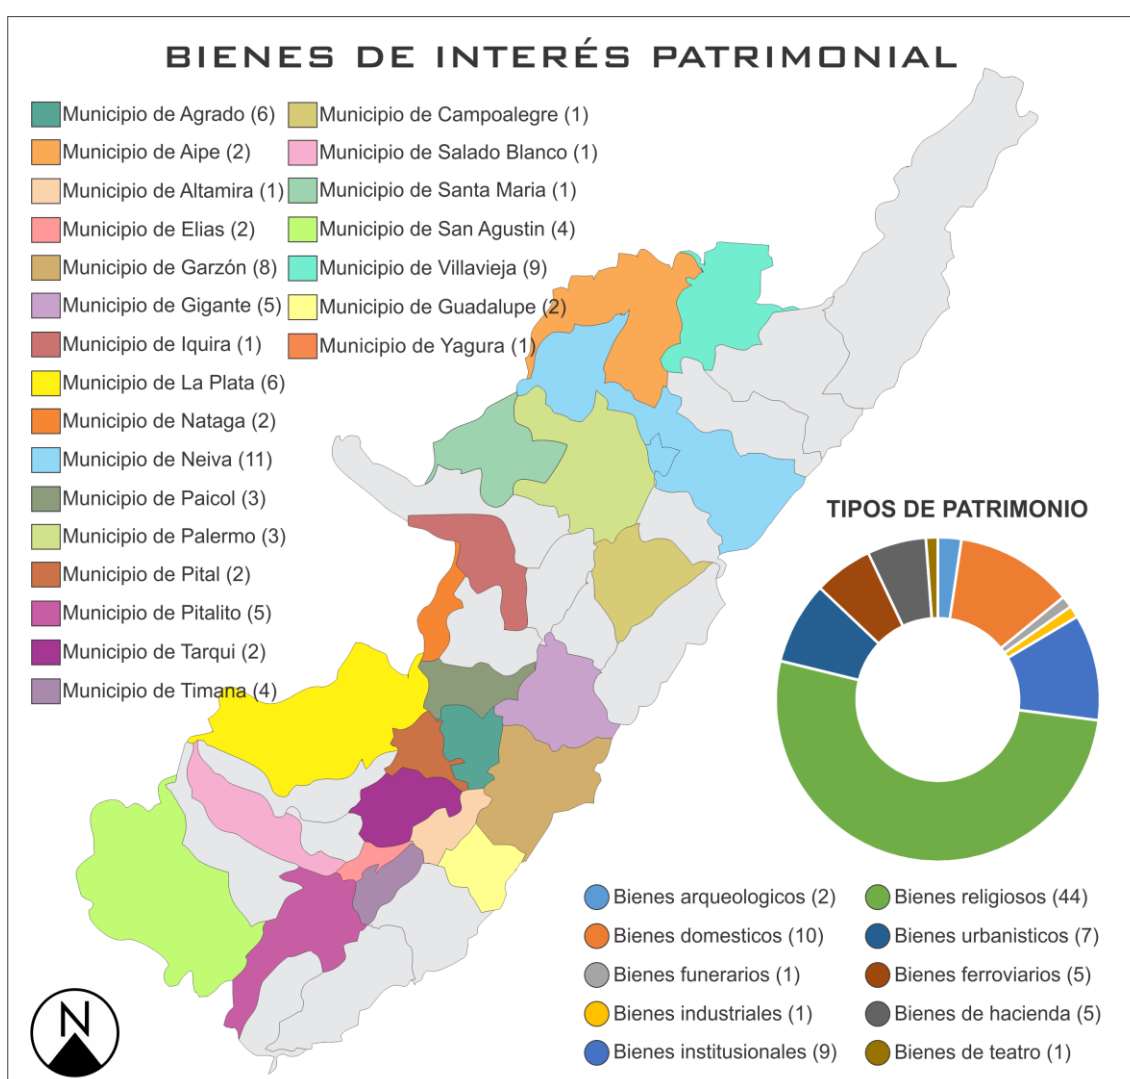 BIENES DE INTERÉS PATRIMONIAL
Municipio de Agrado (6)
Municipio de Aipe (2)
Municipio de Altamira (1)
Municipio de Elias (2)
Municipio de Garzón (8)
Municipio de Gigante (5)
Municipio de Iquira (1)
Municipio de La Plata (6)
Municipio de Nataga (2)
Municipio de Neiva (11)
Municipio de Paicol (3)
Municipio de Palermo (3)
Municipio de Pital (2)
Municipio de Pitalito (5)
Municipio de Tarqui (2)
Municipio de Timana (4)
Municipio de Campoalegre (1)
Municipio de Salado Blanco (1)
Municipio de Santa Maria (1)
Municipio de San Agustin (4)
Municipio de Villavieja (9)
Municipio de Guadalupe (2)
Municipio de Yagura (1)
TIPOS DE PATRIMONIO
Bienes arqueologicos (2)
Bienes domesticos (10)
Bienes funerarios (1)
Bienes industriales (1)
Bienes institusionales (9)
Bienes religiosos (44)
Bienes urbanisticos (7)
Bienes ferroviarios (5)
Bienes de hacienda (5)
Bienes de teatro (1)
N